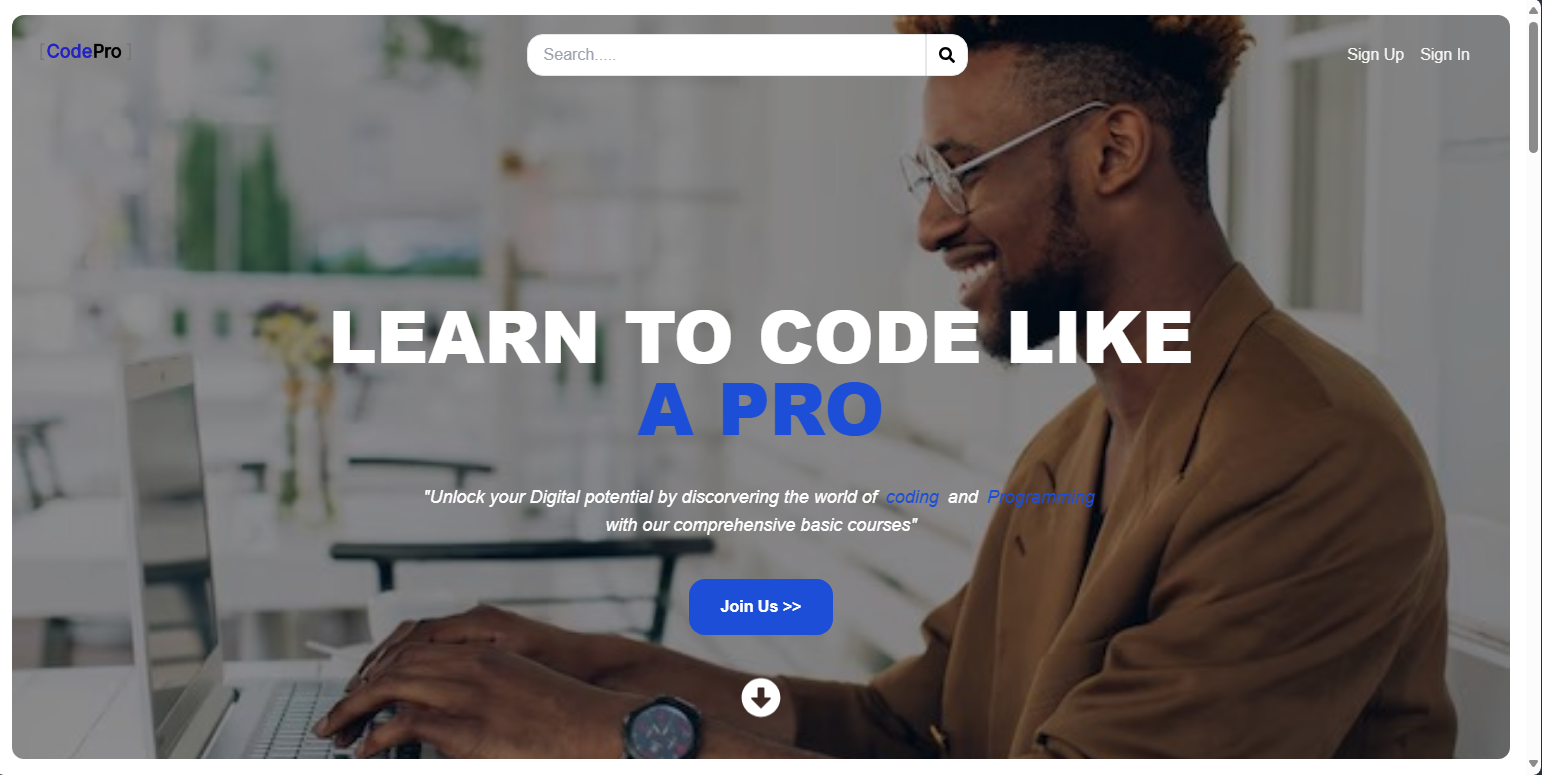 [CodePro]
Search.....
Sign Up Sign In
LEARN TO CODE LIKE
A PRO
"Unlock your Digital potential by discorvering the world of coding and Programming
with our comprehensive basic courses"
Join Us >>